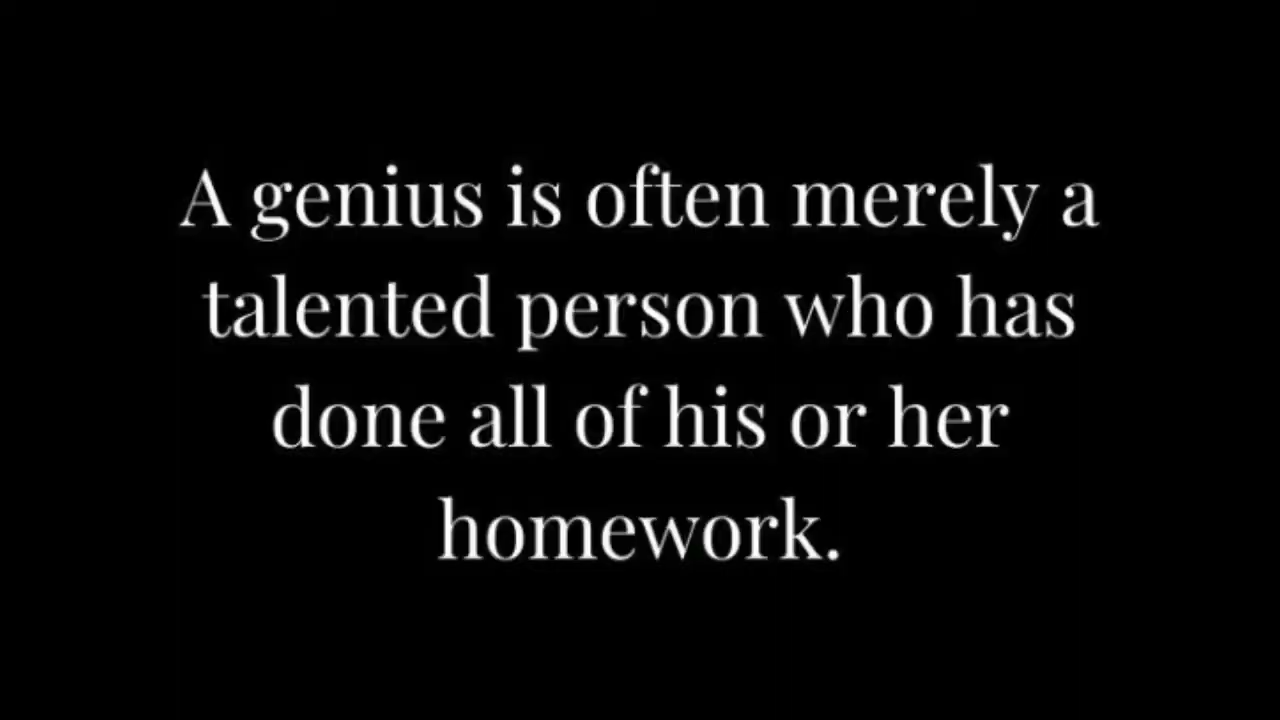 A genius is often merely a
talented person who has
done all of his or her
homework.